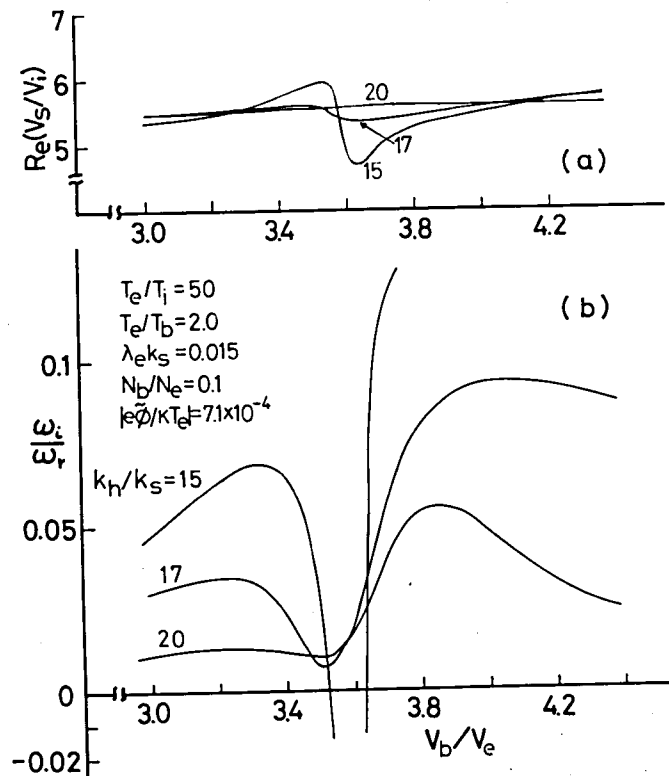 7
6
5
Re(Vs/Vi)
20
17
15
(a)
3.0
3.4
3.8
4.2
(b)
Te/Ti=50
Te/Tb=2.0
λeks=0.015
Nb/Ne=0.1
|eφ̃/κTe|=7.1×10⁻⁴
0.1
ωi/ωr
kh/ks=15
0.05
17
20
0
3.0
3.4
3.8
4.2
Vb/Ve
-0.02